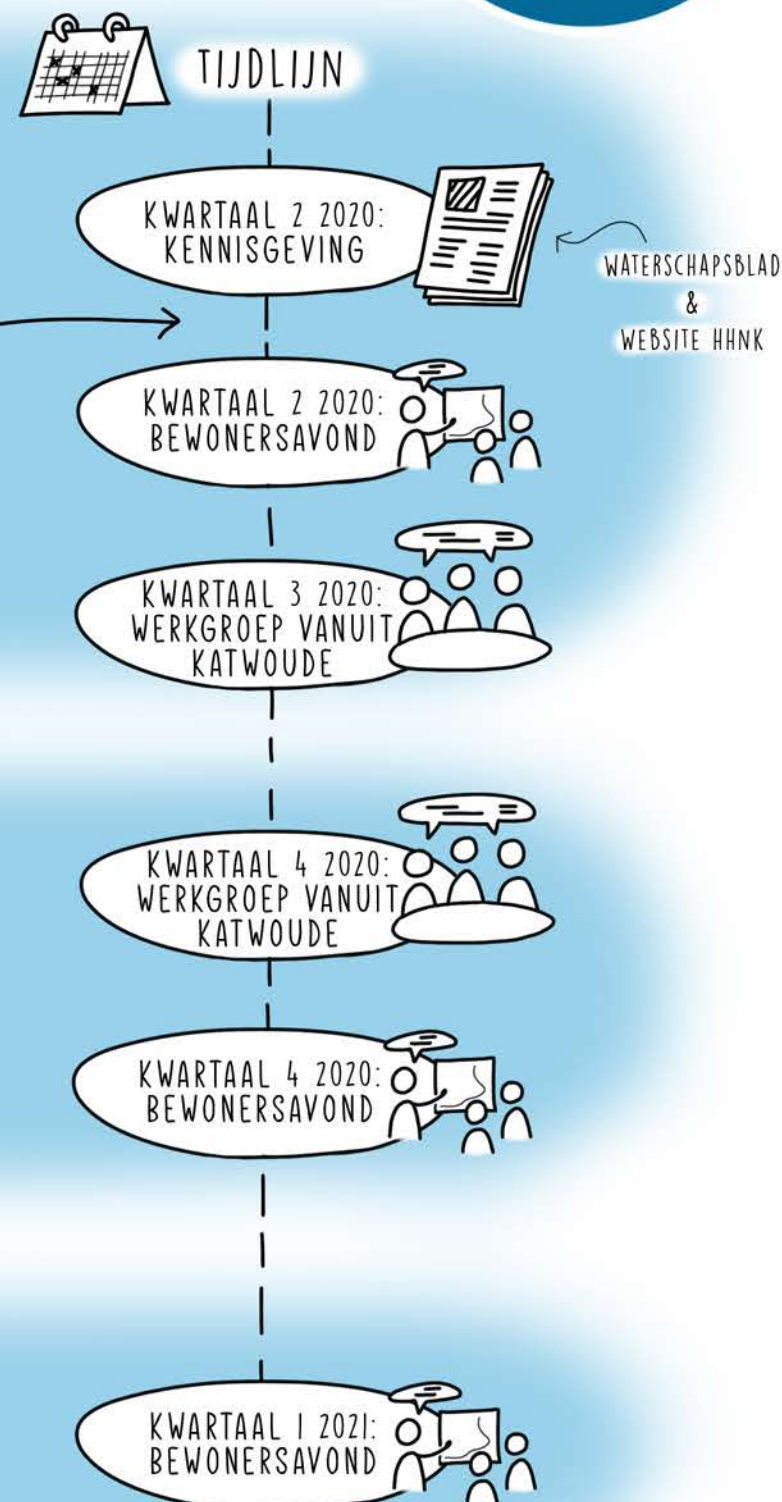 TIJDLIJN
KWARTAAL 2 2020:
KENNISGEVING
WATERSCHAPSBLAD
&
WEBSITE HHNK
KWARTAAL 2 2020:
BEWONERSAVOND
KWARTAAL 3 2020:
WERKGROEP VANUIT
KATWOUDE
KWARTAAL 4 2020:
WERKGROEP VANUIT
KATWOUDE
KWARTAAL 4 2020:
BEWONERSAVOND
KWARTAAL 1 2021:
BEWONERSAVOND